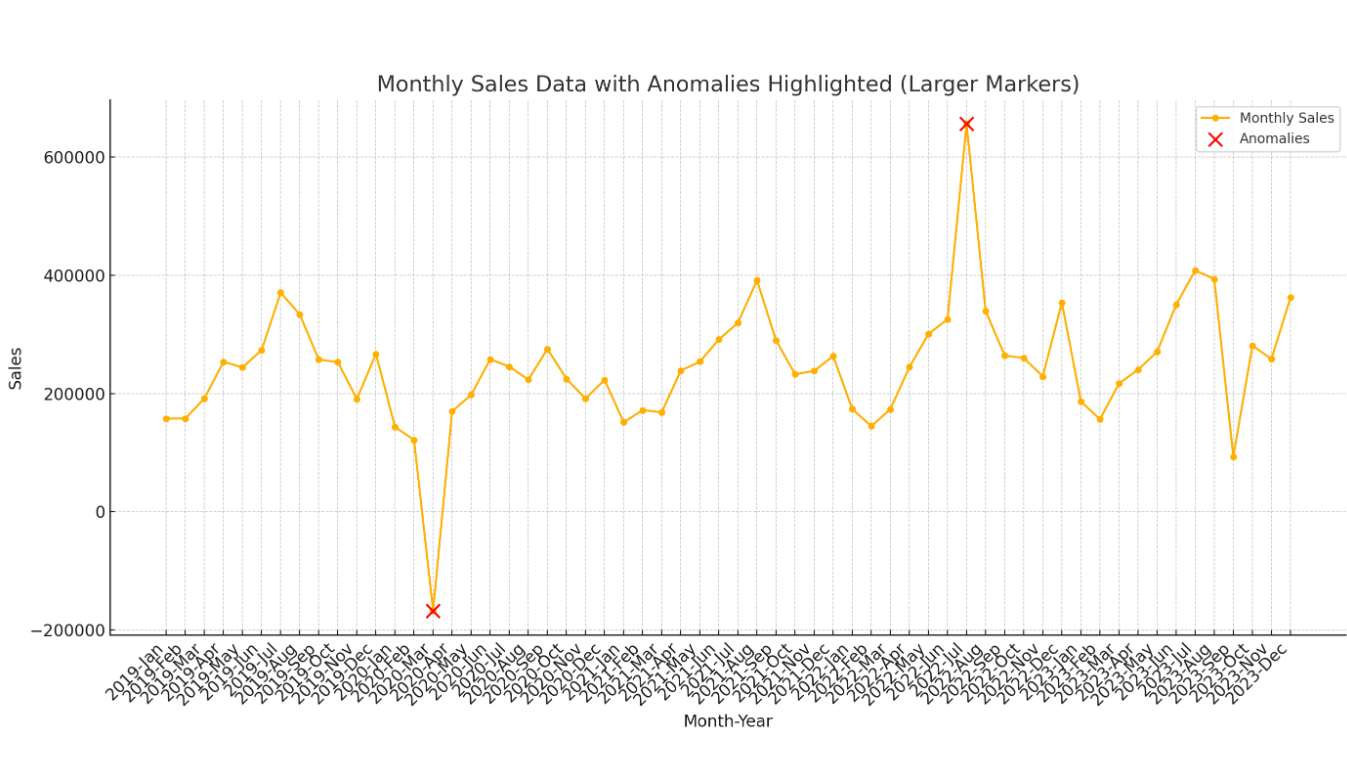 Monthly Sales Data with Anomalies Highlighted (Larger Markers)
Monthly Sales
Anomalies
600000
400000
200000
0
−200000
Sales
2019-Jan
2019-Feb
2019-Mar
2019-Apr
2019-May
2019-Jun
2019-Jul
2019-Aug
2019-Sep
2019-Oct
2019-Nov
2019-Dec
2020-Jan
2020-Feb
2020-Mar
2020-Apr
2020-May
2020-Jun
2020-Jul
2020-Aug
2020-Sep
2020-Oct
2020-Nov
2020-Dec
2021-Jan
2021-Feb
2021-Mar
2021-Apr
2021-May
2021-Jun
2021-Jul
2021-Aug
2021-Sep
2021-Oct
2021-Nov
2021-Dec
2022-Jan
2022-Feb
2022-Mar
2022-Apr
2022-May
2022-Jun
2022-Jul
2022-Aug
2022-Sep
2022-Oct
2022-Nov
2022-Dec
2023-Jan
2023-Feb
2023-Mar
2023-Apr
2023-May
2023-Jun
2023-Jul
2023-Aug
2023-Sep
2023-Oct
2023-Nov
2023-Dec
Month-Year